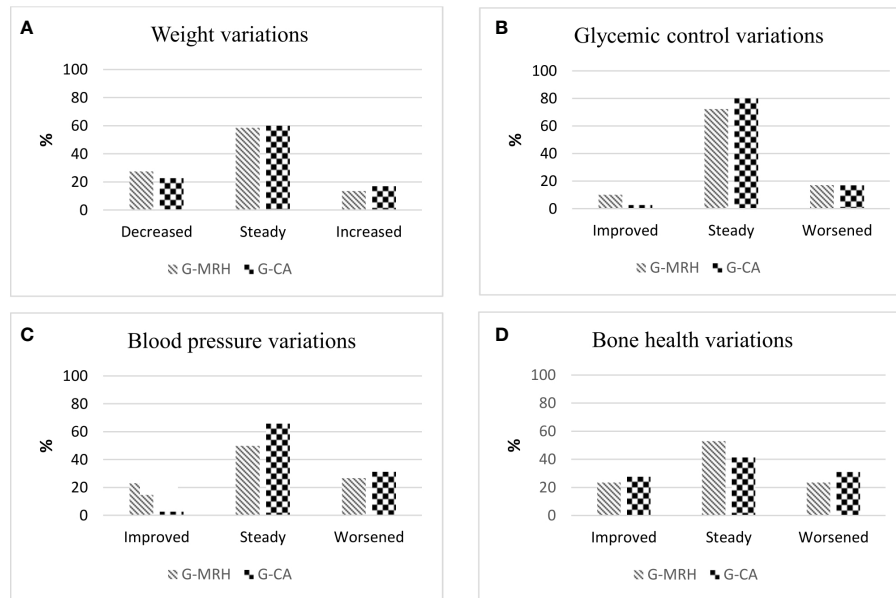 A
Weight variations
100
80
60
40
20
0
%
Decreased Steady Increased
G-MRH G-CA
B
Glycemic control variations
100
80
60
40
20
0
%
Improved Steady Worsened
G-MRH G-CA
C
Blood pressure variations
100
80
60
40
20
0
%
Improved Steady Worsened
G-MRH G-CA
D
Bone health variations
100
80
60
40
20
0
%
Improved Steady Worsened
G-MRH G-CA